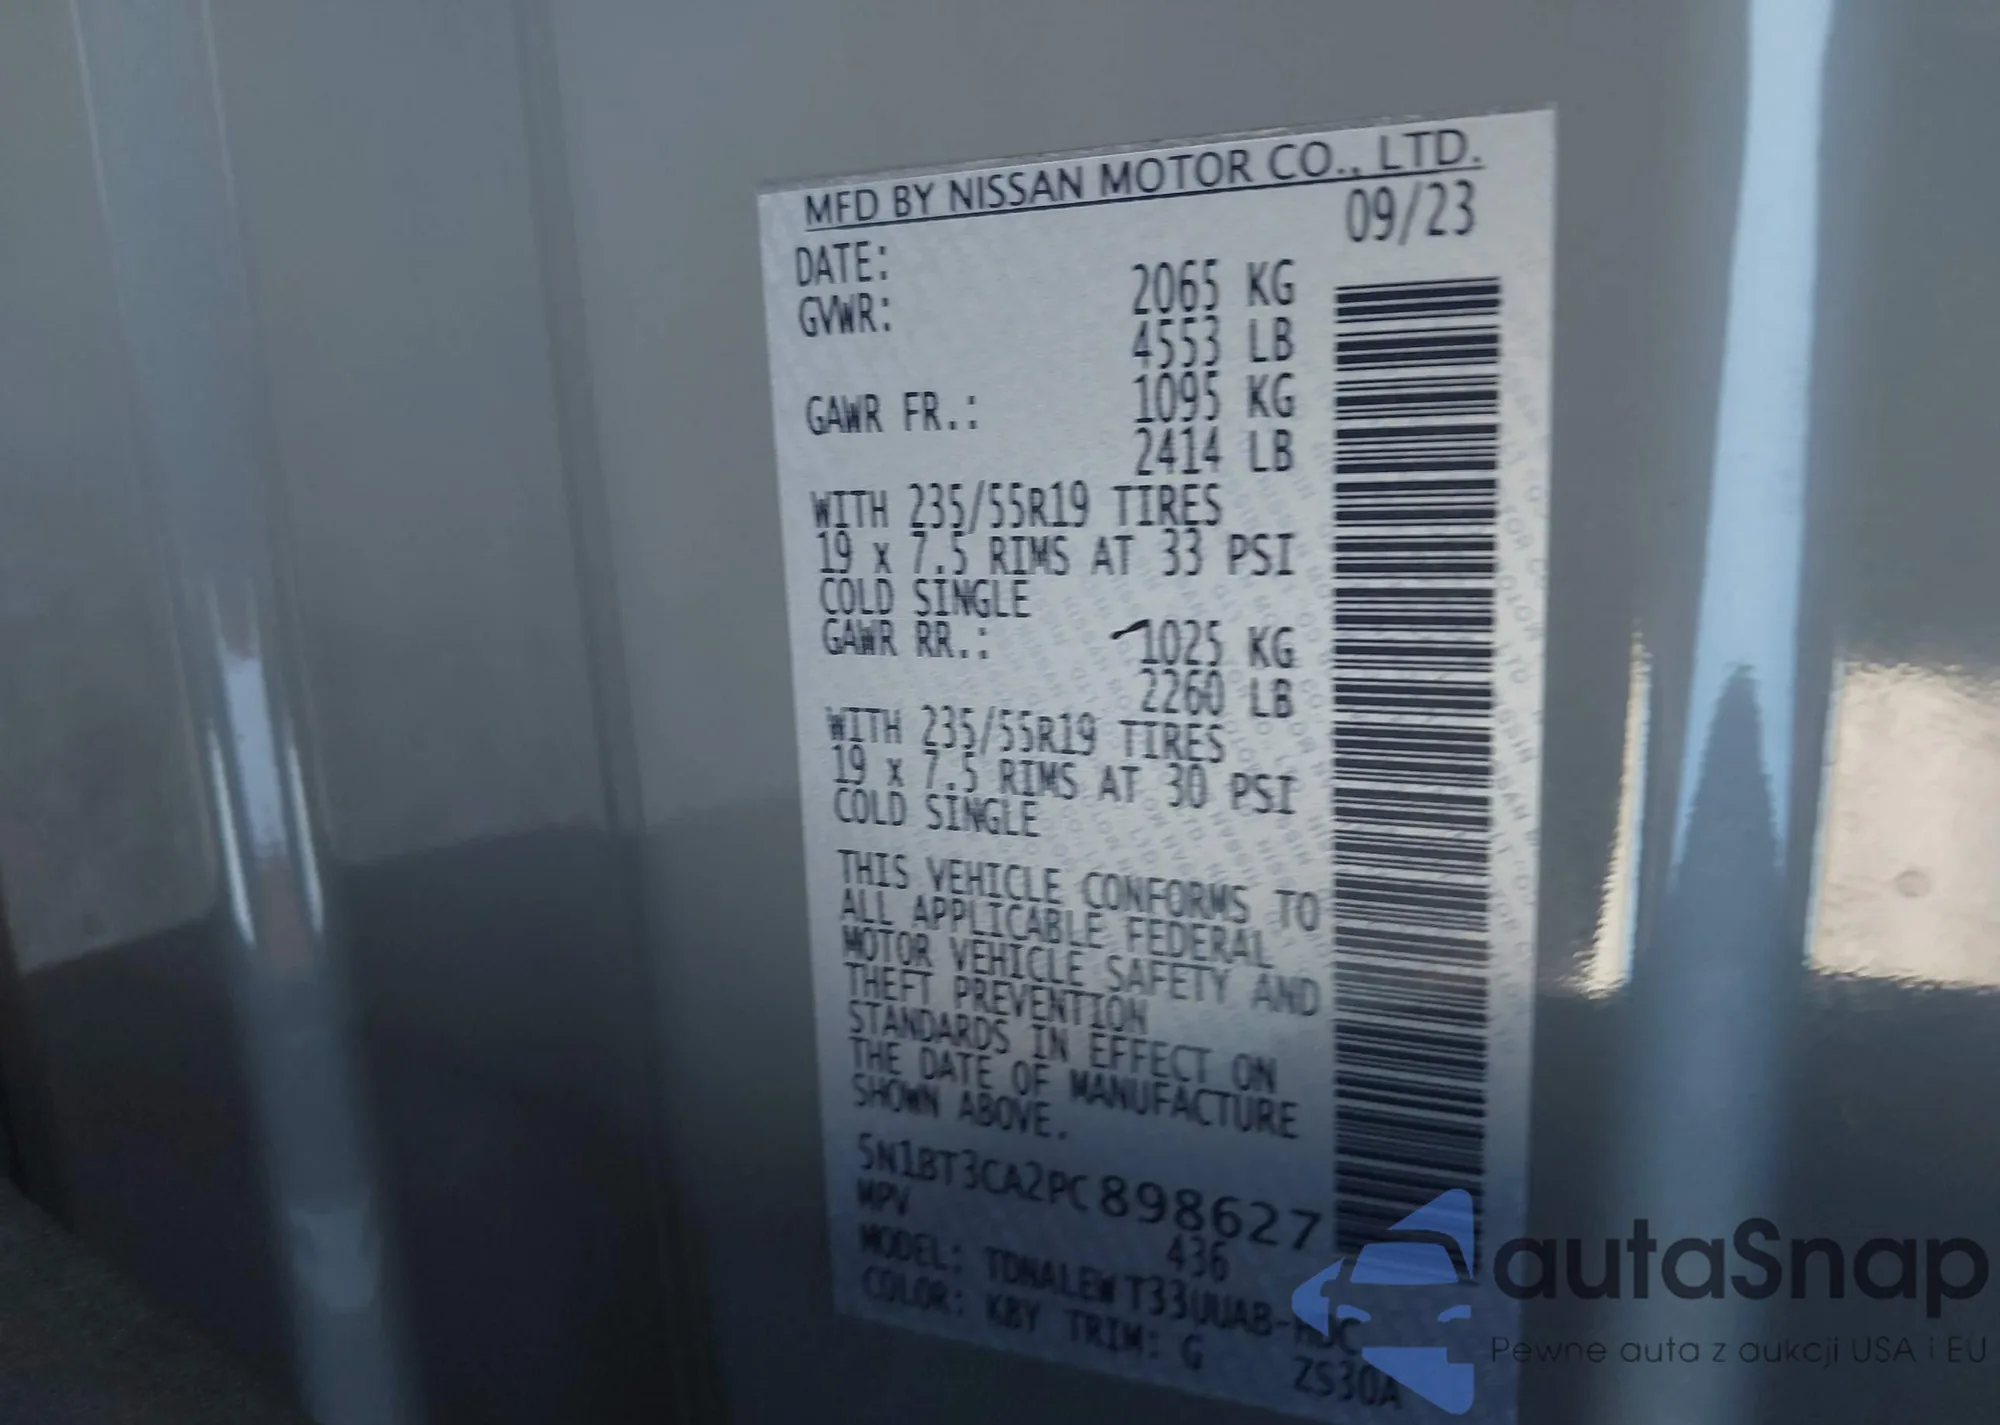 MFD BY NISSAN MOTOR CO., LTD.
DATE: 09/23
GVWR: 2065 KG
4553 LB
GAWR FR.: 1095 KG
2414 LB
WITH 235/55R19 TIRES
19 x 7.5 RIMS AT 33 PSI
COLD SINGLE
GAWR RR.: 1025 KG
2260 LB
WITH 235/55R19 TIRES
19 x 7.5 RIMS AT 30 PSI
COLD SINGLE
THIS VEHICLE CONFORMS TO
ALL APPLICABLE FEDERAL
MOTOR VEHICLE SAFETY AND
THEFT PREVENTION
STANDARDS IN EFFECT ON
THE DATE OF MANUFACTURE
SHOWN ABOVE.
5N1BT3CA2PC898627
MPV 436
MODEL: TDNALEW
COLOR: KBY TRIM: G ZS30A
autaSnap
Pewne auta z aukcji USA i EU